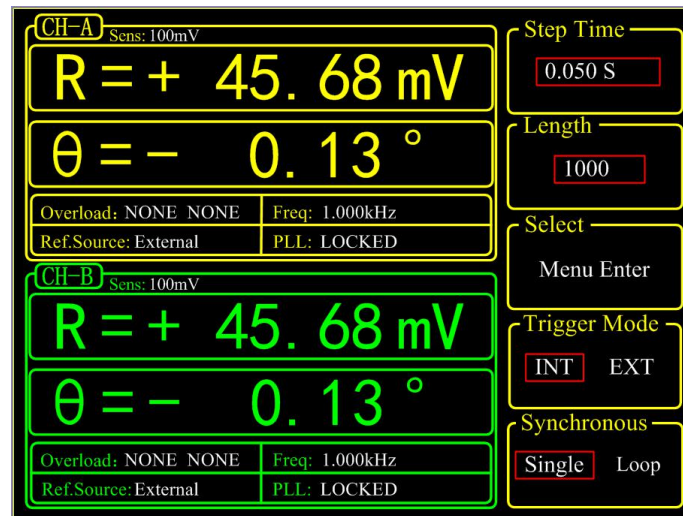 CH-A Sens: 100mV
R = + 45.68 mV
θ = - 0.13 °
Overload: NONE NONE Freq: 1.000kHz
Ref.Source: External PLL: LOCKED
CH-B Sens: 100mV
R = + 45.68 mV
θ = - 0.13 °
Overload: NONE NONE Freq: 1.000kHz
Ref.Source: External PLL: LOCKED
Step Time
0.050 S
Length
1000
Select
Menu Enter
Trigger Mode
INT EXT
Synchronous
Single Loop